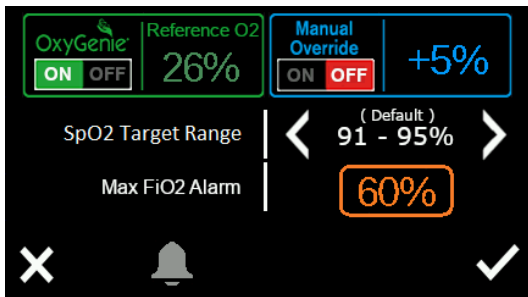 OxyGenie
ON OFF
Reference O2
26%
Manual
Override
ON OFF
+5%
SpO2 Target Range
( Default )
91 - 95%
Max FiO2 Alarm
60%